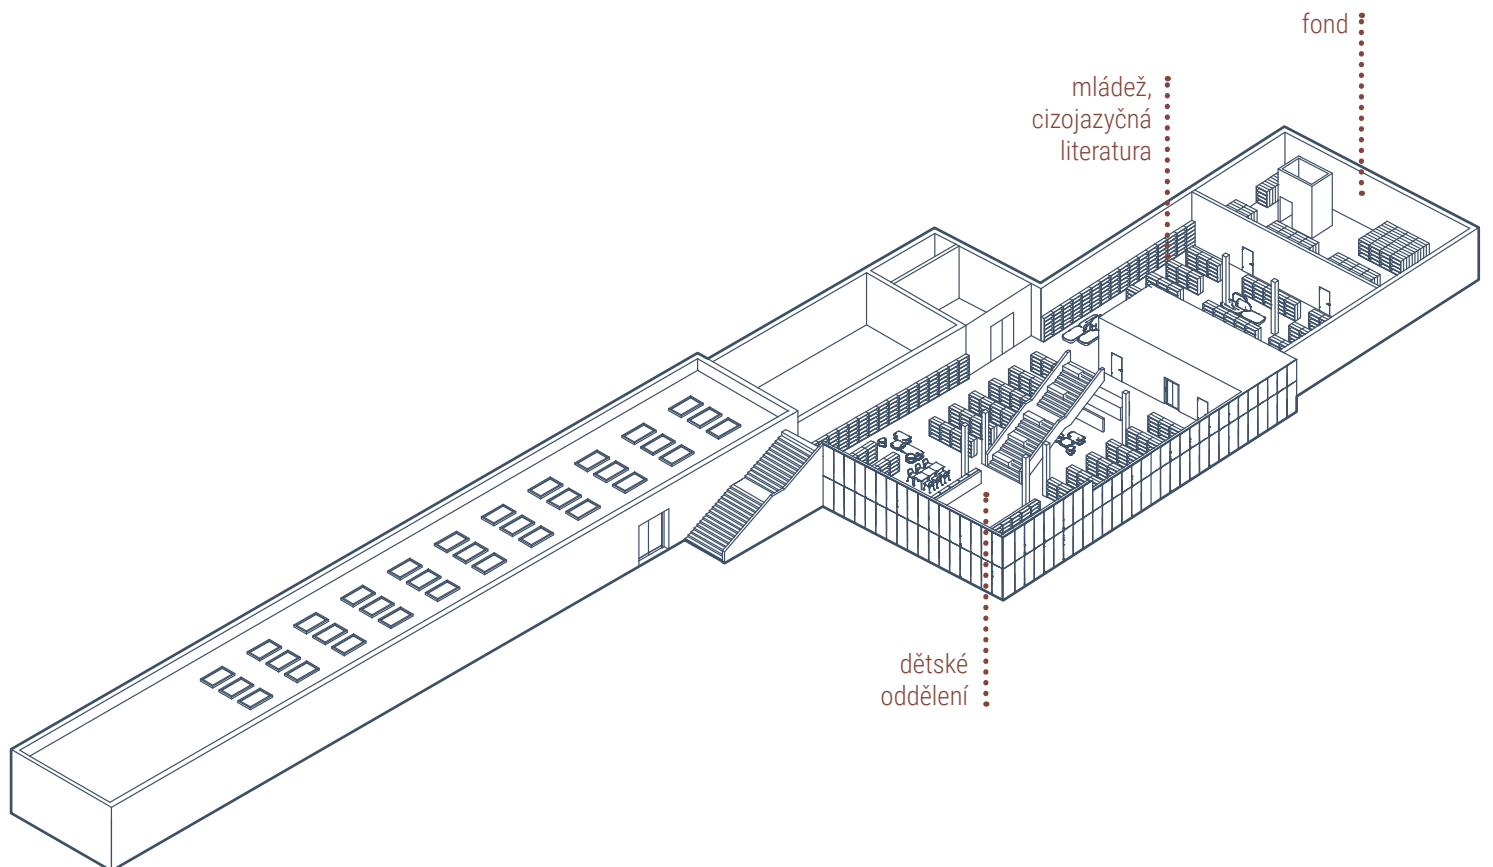 fond
mládež,
cizojazyčná
literatura
dětské
oddělení